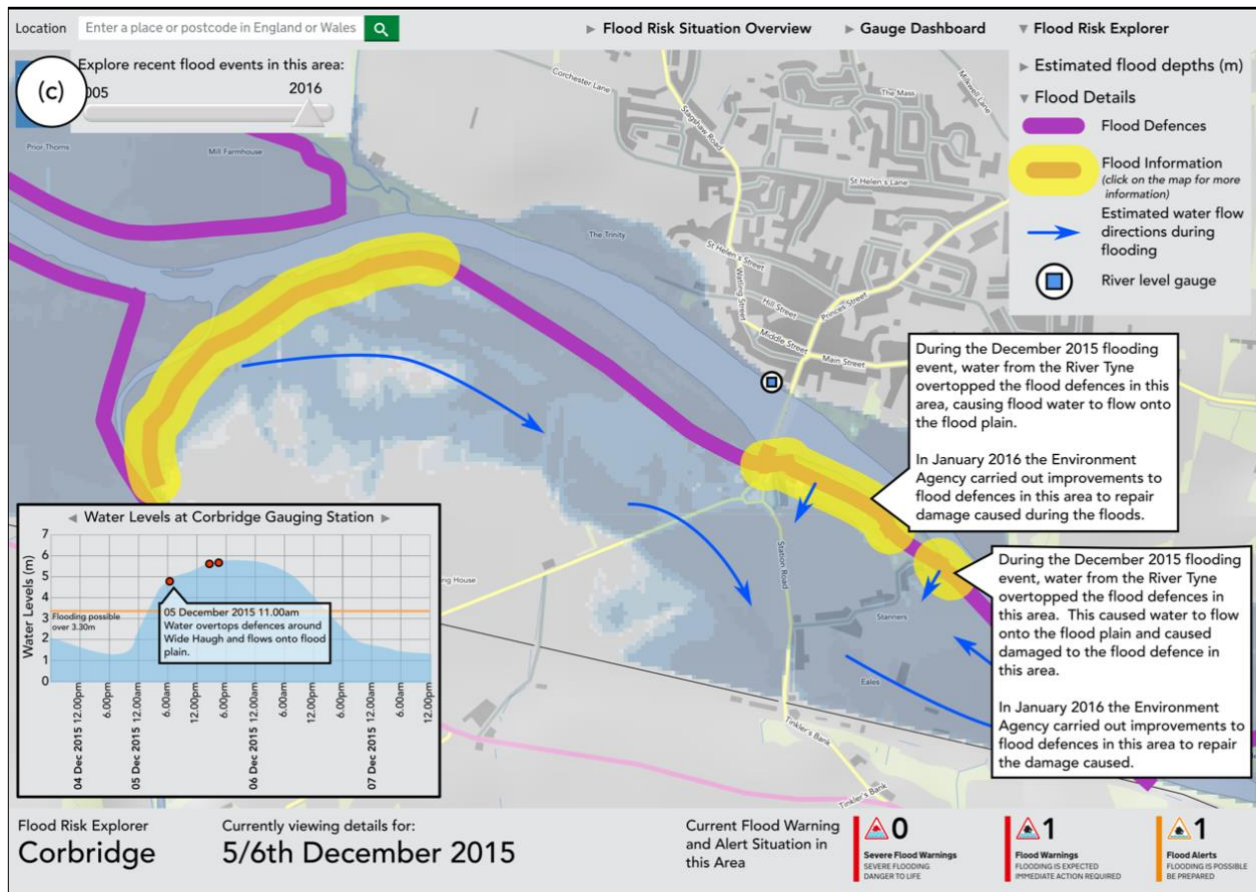 Location
Enter a place or postcode in England or Wales
▶ Flood Risk Situation Overview
▶ Gauge Dashboard
▼ Flood Risk Explorer
(c)
Explore recent flood events in this area:
005
2016
▶ Estimated flood depths (m)
▼ Flood Details
Flood Defences
Flood Information
(click on the map for more
information)
Estimated water flow
directions during
flooding
River level gauge
Corchester Lane
Stagshaw Road
The Mass
Milkwell Lane
Prior Thorns
Mill Farmhouse
St Helen's Lane
The Trinity
St Helen's Street
Watling Street
Hill Street
Princes Street
Middle Street
Main Street
During the December 2015 flooding
event, water from the River Tyne
overtopped the flood defences in this
area, causing flood water to flow onto
the flood plain.
In January 2016 the Environment
Agency carried out improvements to
flood defences in this area to repair
damage caused during the floods.
During the December 2015 flooding
event, water from the River Tyne
overtopped the flood defences in
this area. This caused water to flow
onto the flood plain and caused
damaged to the flood defence in
this area.
In January 2016 the Environment
Agency carried out improvements to
flood defences in this area to repair
the damage caused.
Station Road
Stanners
Eales
Tinkler's Bank
Tinkler's Bank
ing House
◀ Water Levels at Corbridge Gauging Station ▶
Water Levels (m)
7
6
5
4
3
2
1
0
Flooding possible
over 3.30m
05 December 2015 11.00am
Water overtops defences around
Wide Haugh and flows onto flood
plain.
04 Dec 2015 12.00pm
6.00pm
05 Dec 2015 12.00am
6.00am
12.00pm
6.00pm
06 Dec 2015 12.00am
6.00am
12.00pm
6.00pm
07 Dec 2015 12.00am
6.00am
12.00pm
Flood Risk Explorer
Corbridge
Currently viewing details for:
5/6th December 2015
Current Flood Warning
and Alert Situation in
this Area
0
Severe Flood Warnings
SEVERE FLOODING
DANGER TO LIFE
1
Flood Warnings
FLOODING IS EXPECTED
IMMEDIATE ACTION REQUIRED
1
Flood Alerts
FLOODING IS POSSIBLE
BE PREPARED